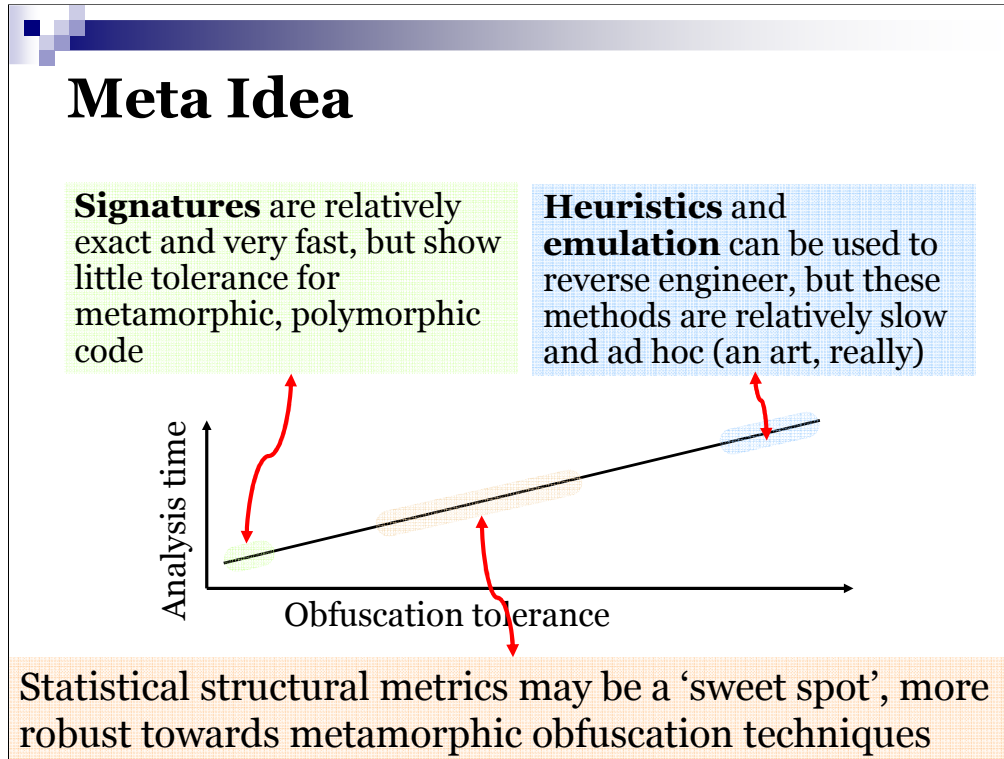 Meta Idea
Signatures are relatively
exact and very fast, but show
little tolerance for
metamorphic, polymorphic
code
Heuristics and
emulation can be used to
reverse engineer, but these
methods are relatively slow
and ad hoc (an art, really)
Analysis time
Obfuscation tolerance
Statistical structural metrics may be a ‘sweet spot’, more
robust towards metamorphic obfuscation techniques